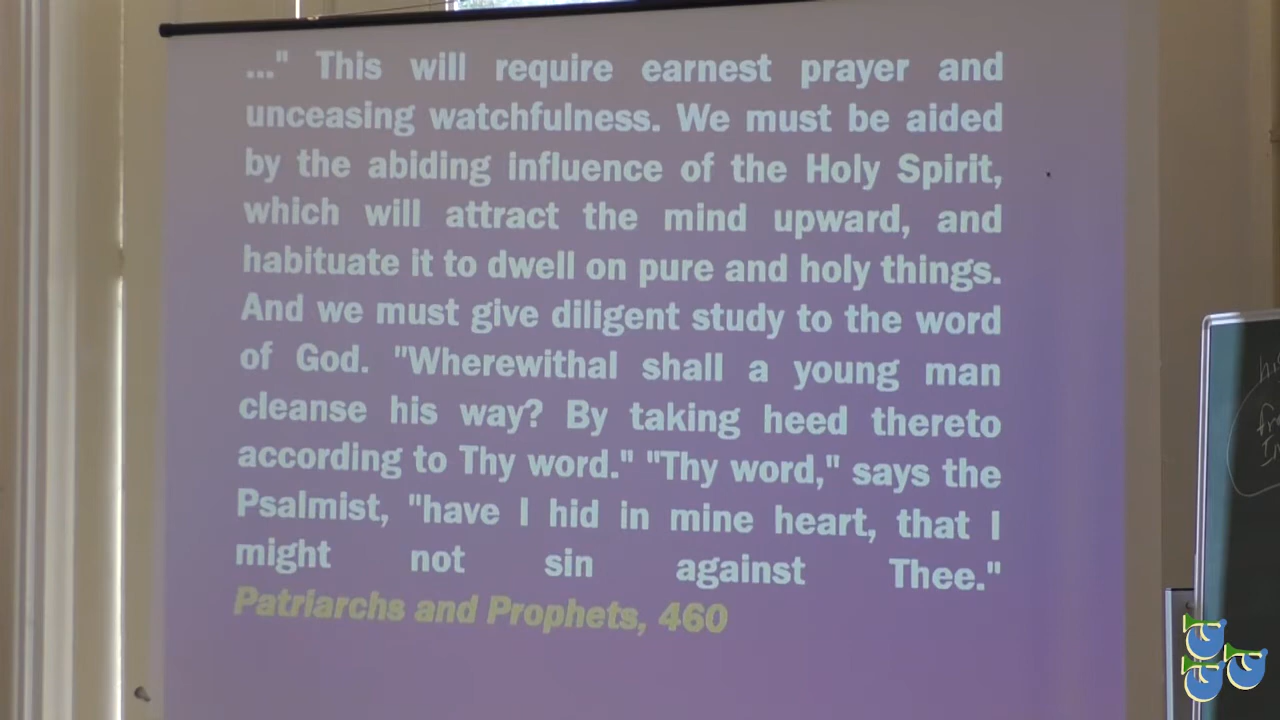 ..." This will require earnest prayer and
unceasing watchfulness. We must be aided
by the abiding influence of the Holy Spirit,
which will attract the mind upward, and
habituate it to dwell on pure and holy things.
And we must give diligent study to the word
of God. "Wherewithal shall a young man
cleanse his way? By taking heed thereto
according to Thy word." "Thy word," says the
Psalmist, "have I hid in mine heart, that I
might not sin against Thee."
Patriarchs and Prophets, 460